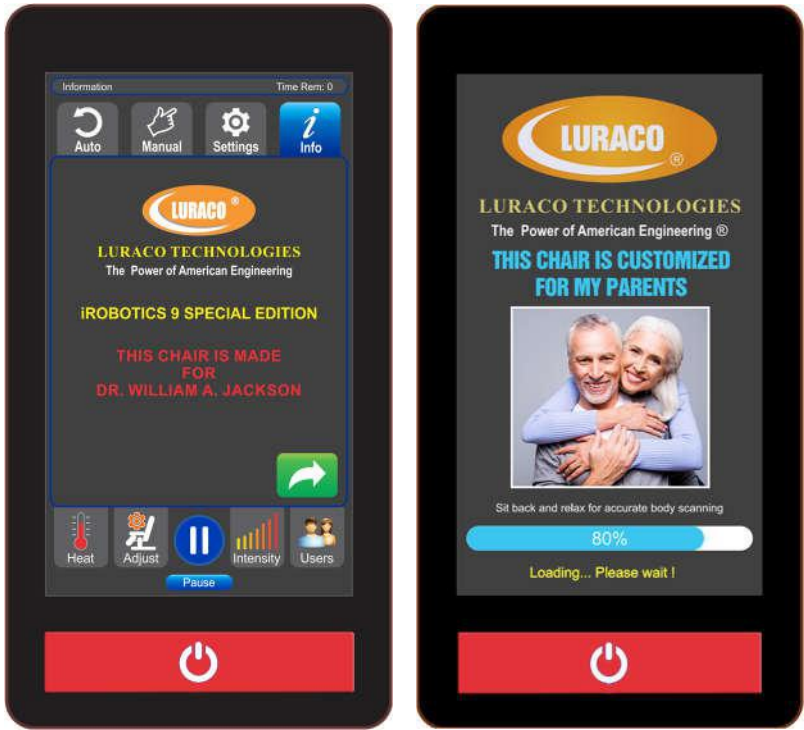 Information
Time Rem: 0
Auto
Manual
Settings
i
Info
LURACO ®
LURACO TECHNOLOGIES
The Power of American Engineering
iROBOTICS 9 SPECIAL EDITION
THIS CHAIR IS MADE
FOR
DR. WILLIAM A. JACKSON
Heat
Adjust
Intensity
Users
Pause
LURACO ®
LURACO TECHNOLOGIES
The Power of American Engineering ®
THIS CHAIR IS CUSTOMIZED
FOR MY PARENTS
Sit back and relax for accurate body scanning
80%
Loading... Please wait !